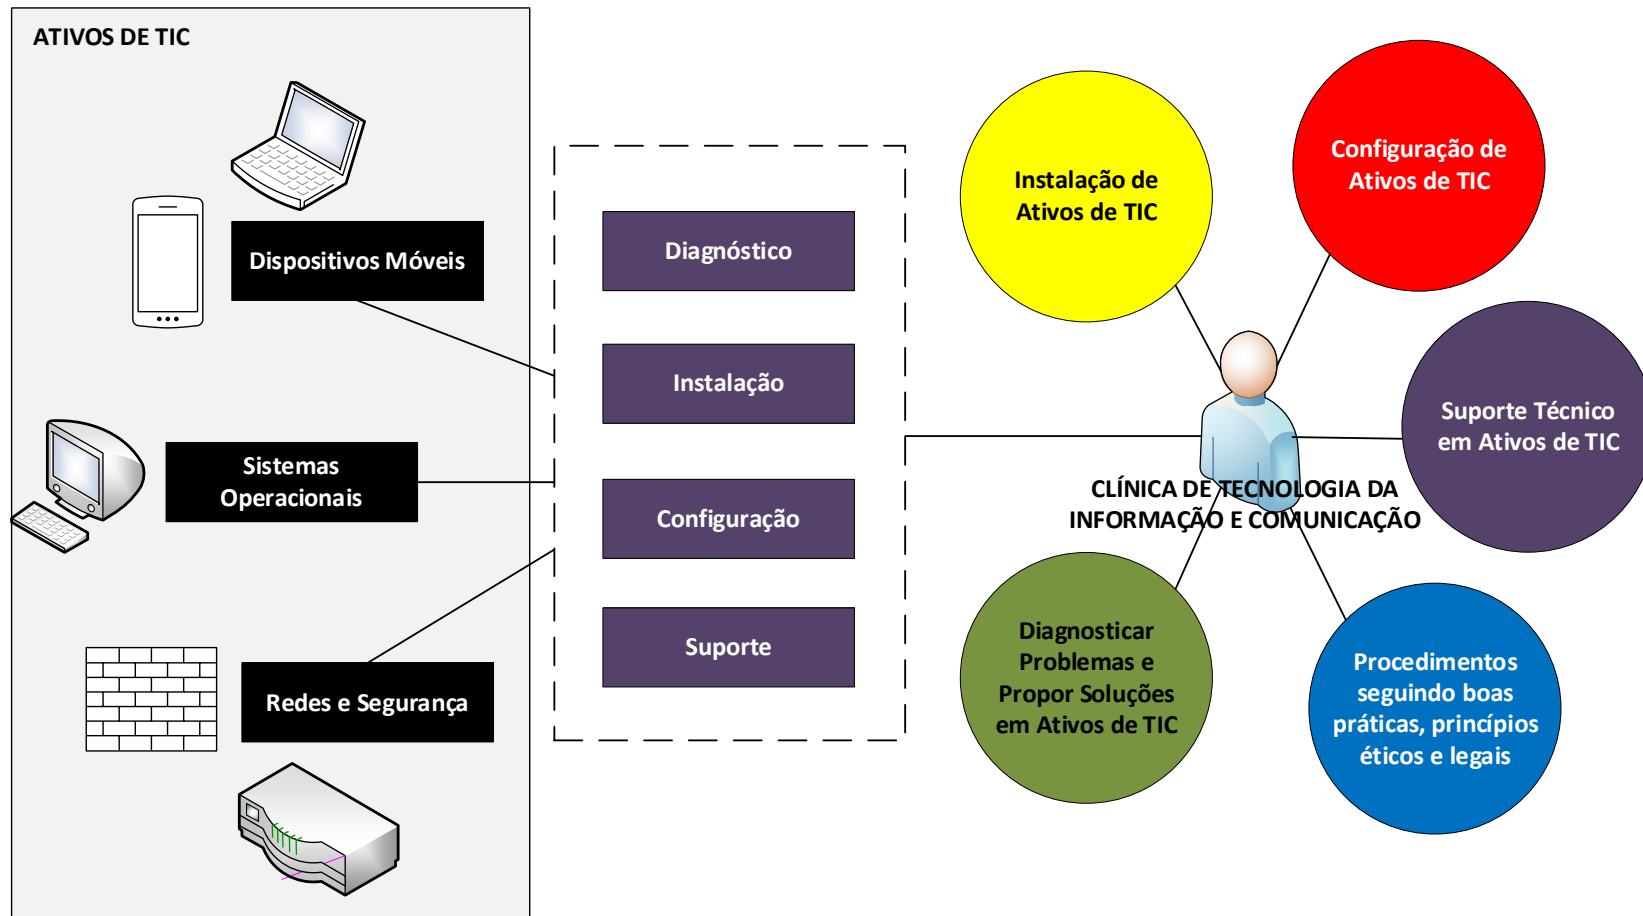 ATIVOS DE TIC
Dispositivos Móveis
Sistemas
Operacionais
Redes e Segurança
Diagnóstico
Instalação
Configuração
Suporte
Instalação de
Ativos de TIC
Configuração de
Ativos de TIC
Suporte Técnico
em Ativos de TIC
CLÍNICA DE TECNOLOGIA DA
INFORMAÇÃO E COMUNICAÇÃO
Diagnosticar
Problemas e
Propor Soluções
em Ativos de TIC
Procedimentos
seguindo boas
práticas, princípios
éticos e legais